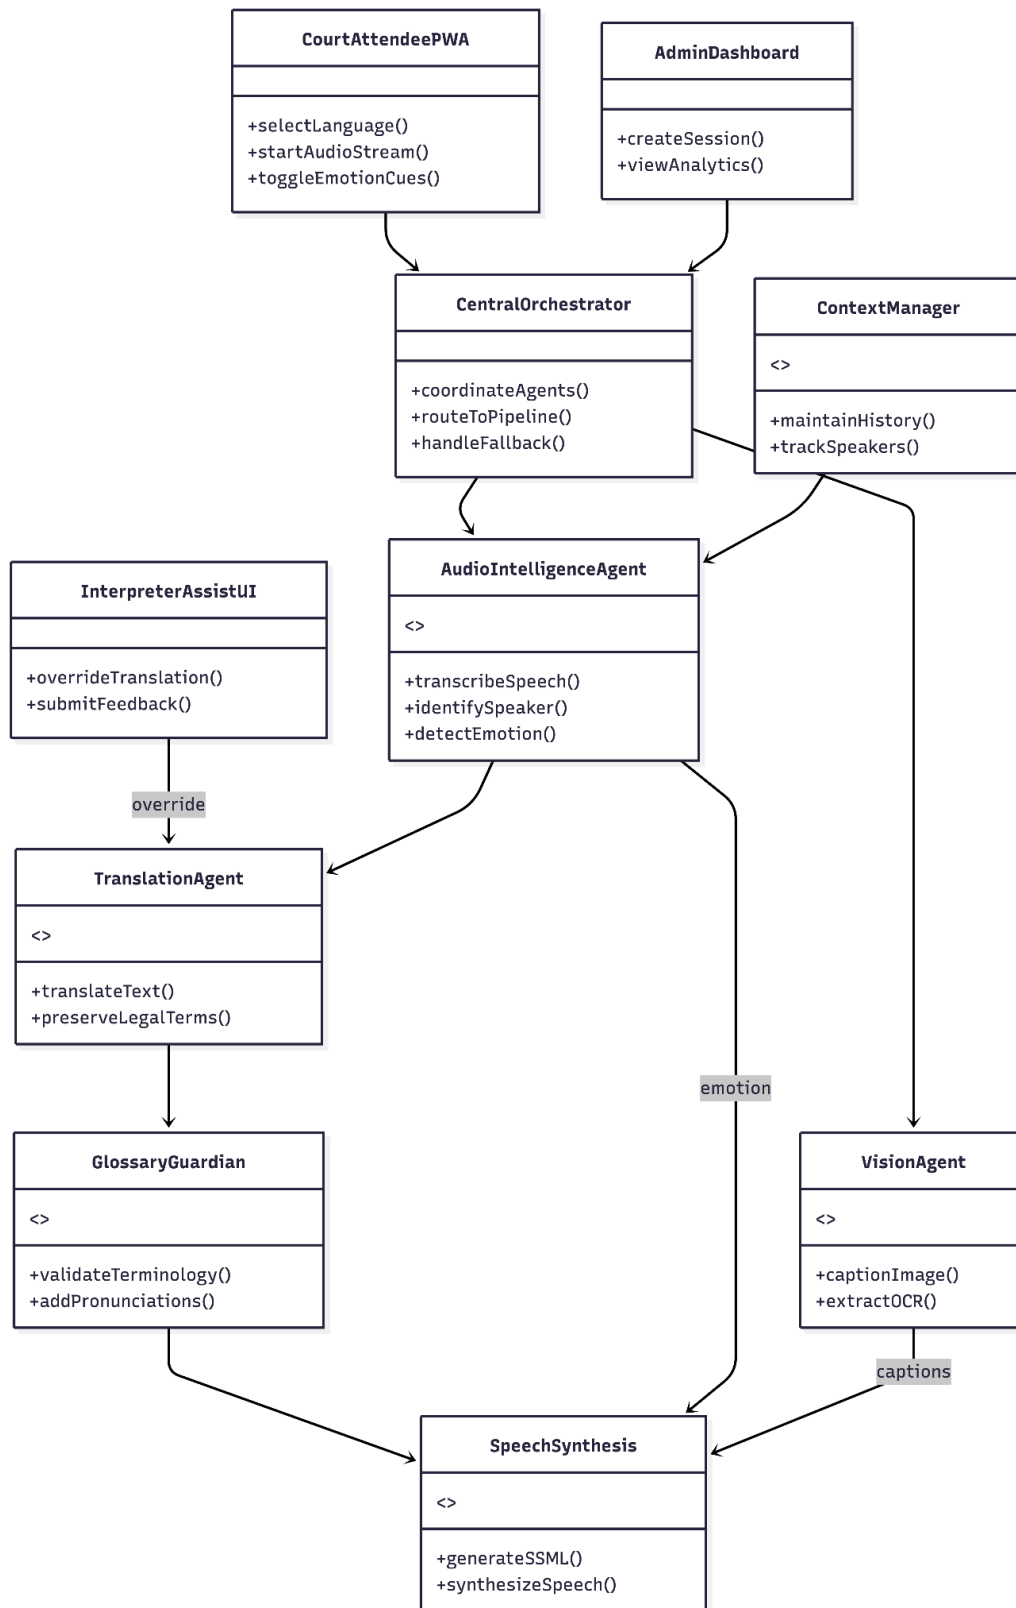 CourtAttendeePWA
+selectLanguage()
+startAudioStream()
+toggleEmotionCues()
AdminDashboard
+createSession()
+viewAnalytics()
CentralOrchestrator
+coordinateAgents()
+routeToPipeline()
+handleFallback()
ContextManager
<>
+maintainHistory()
+trackSpeakers()
AudioIntelligenceAgent
<>
+transcribeSpeech()
+identifySpeaker()
+detectEmotion()
InterpreterAssistUI
+overrideTranslation()
+submitFeedback()
override
TranslationAgent
<>
+translateText()
+preserveLegalTerms()
emotion
GlossaryGuardian
<>
+validateTerminology()
+addPronunciations()
VisionAgent
<>
+captionImage()
+extractOCR()
captions
SpeechSynthesis
<>
+generateSSML()
+synthesizeSpeech()